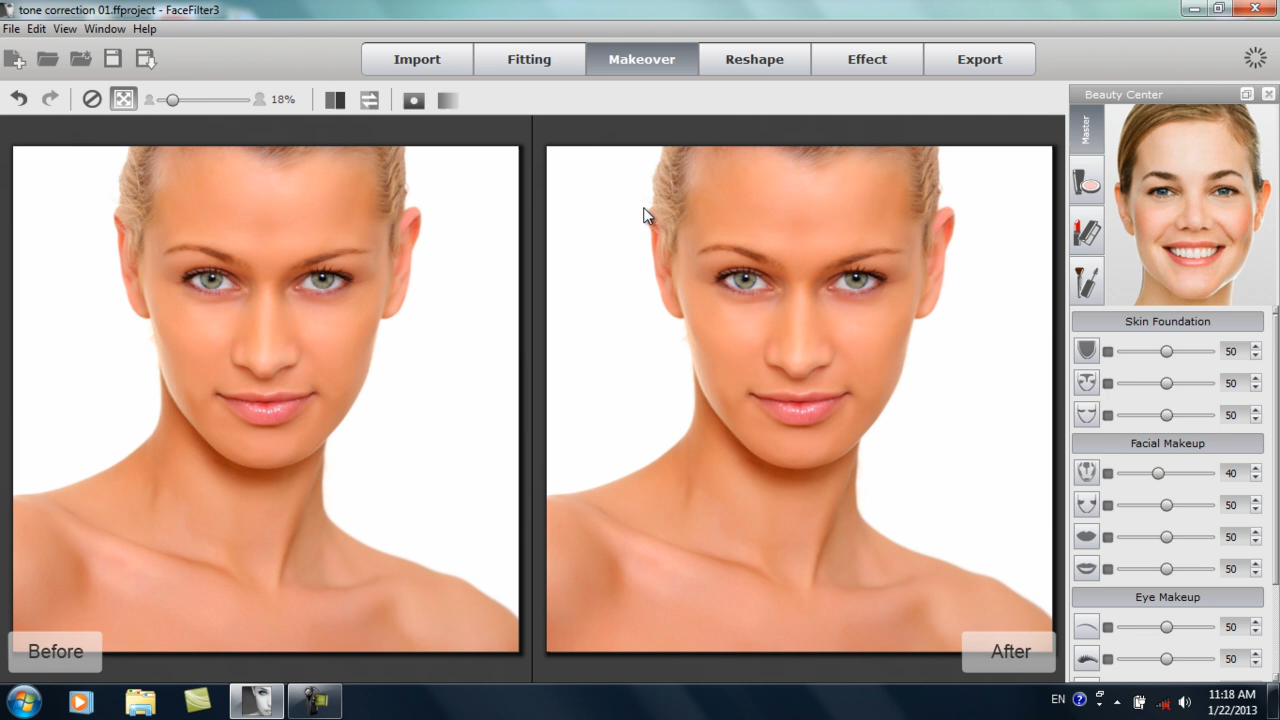 tone correction 01.ffproject - FaceFilter3
File Edit View Window Help
Import Fitting Makeover Reshape Effect Export
18%
Beauty Center
Master
Skin Foundation
50
50
50
Facial Makeup
40
50
50
50
Eye Makeup
50
50
Before
After
EN
11:18 AM
1/22/2013